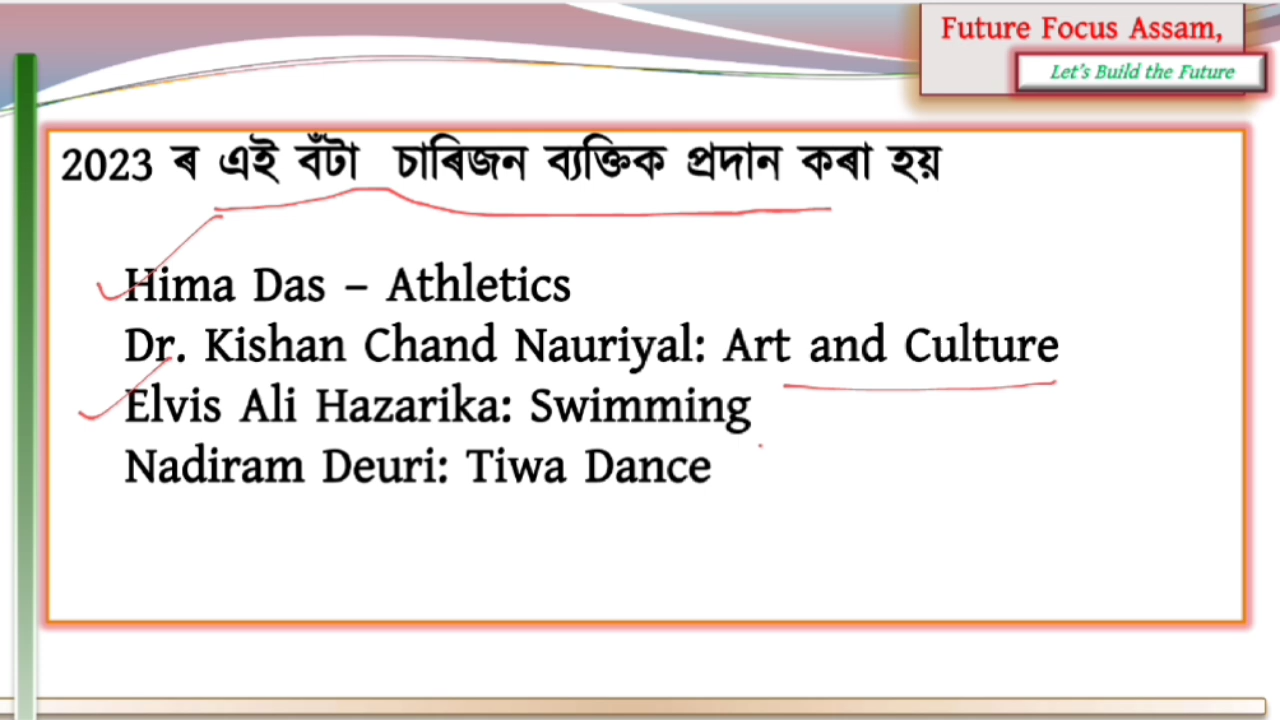 Future Focus Assam,
Let's Build the Future
2023 ৰ এই বঁটা চাৰিজন ব্যক্তিক প্ৰদান কৰা হয়
Hima Das – Athletics
Dr. Kishan Chand Nauriyal: Art and Culture
Elvis Ali Hazarika: Swimming
Nadiram Deuri: Tiwa Dance